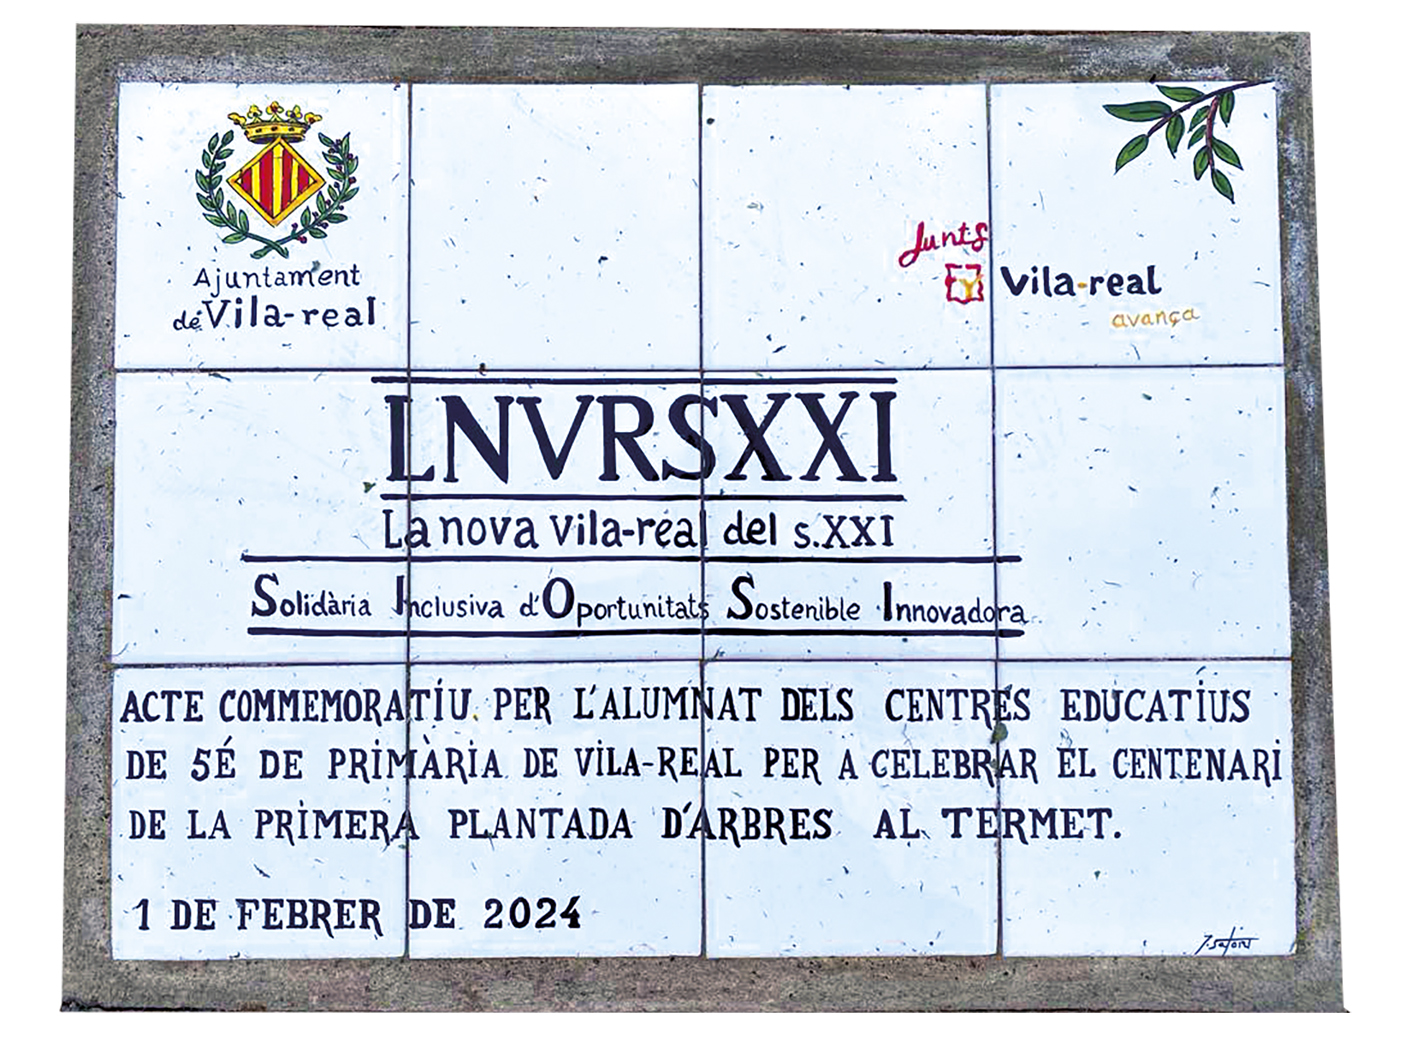 Ajuntament
de Vila-real
Junts
Y Vila-real
avança
LNVRSXXI
La nova Vila-real del s.XXI
Solidària Inclusiva d'Oportunitats Sostenible Innovadora
ACTE COMMEMORATIU PER L'ALUMNAT DELS CENTRES EDUCATIUS
DE 5É DE PRIMÀRIA DE VILA-REAL PER A CELEBRAR EL CENTENARI
DE LA PRIMERA PLANTADA D'ARBRES AL TERMET.
1 DE FEBRER DE 2024
J. Safont